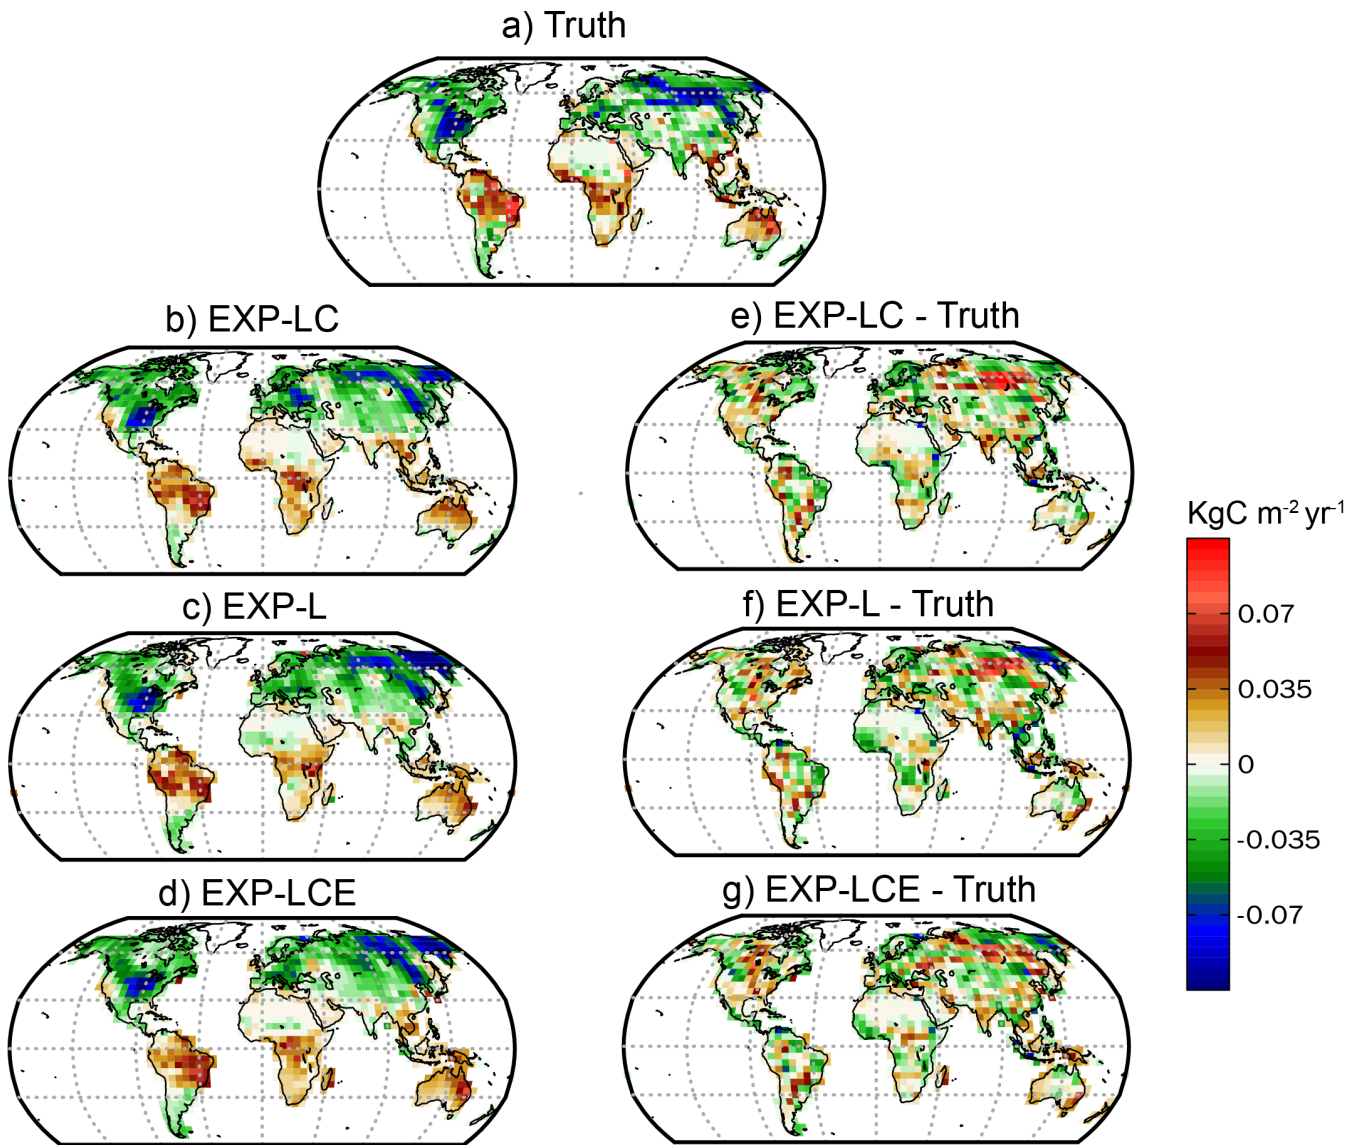 a) Truth
b) EXP-LC
e) EXP-LC - Truth
c) EXP-L
f) EXP-L - Truth
d) EXP-LCE
g) EXP-LCE - Truth
KgC m⁻² yr⁻¹
0.07
0.035
0
-0.035
-0.07